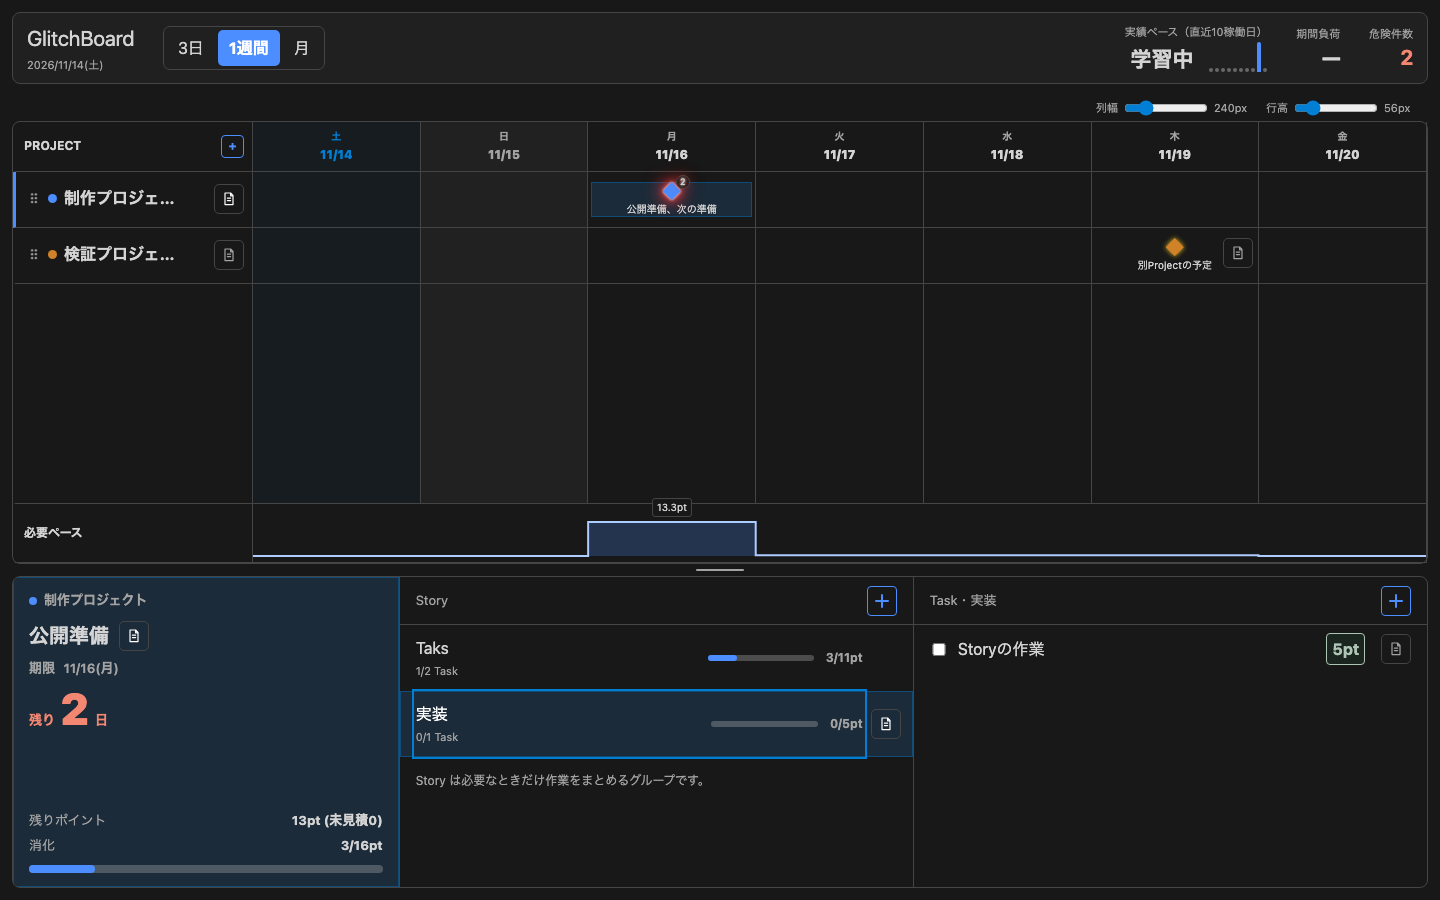 GlitchBoard
2026/11/14(土)
3日 1週間 月
実績ペース（直近10稼働日）
学習中
期間負荷
—
危険件数
2
列幅 240px 行高 56px
PROJECT +
土 日 月 火 水 木 金
11/14 11/15 11/16 11/17 11/18 11/19 11/20
制作プロジェ...
2
公開準備、次の準備
検証プロジェ...
別Projectの予定
必要ペース
13.3pt
制作プロジェクト
公開準備
期限 11/16(月)
残り 2 日
残りポイント 13pt (未見積0)
消化 3/16pt
Story +
Taks
1/2 Task
3/11pt
実装
0/1 Task
0/5pt
Story は必要なときだけ作業をまとめるグループです。
Task・実装 +
Storyの作業 5pt